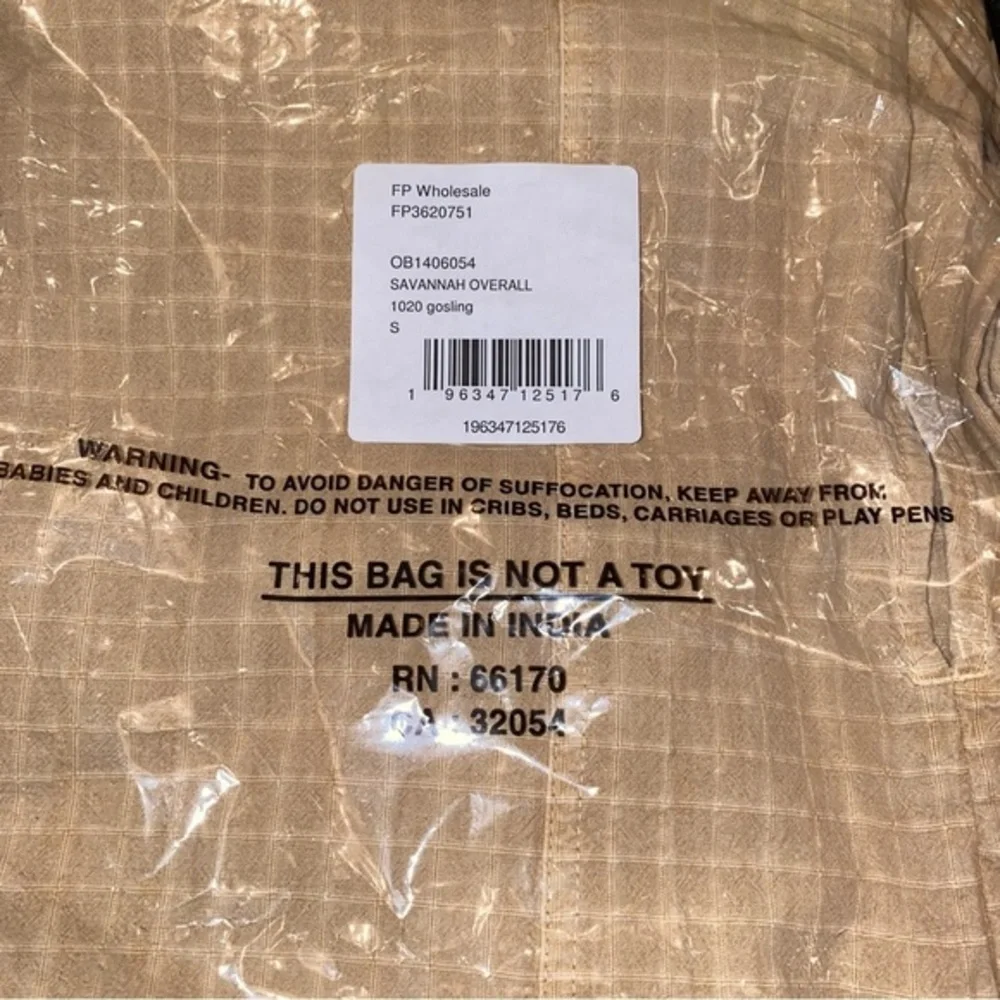 FP Wholesale
FP3620751
OB1406054
SAVANNAH OVERALL
1020 gosling
S
1 96347 12517 6
196347125176
WARNING- TO AVOID DANGER OF SUFFOCATION, KEEP AWAY FROM
BABIES AND CHILDREN. DO NOT USE IN CRIBS, BEDS, CARRIAGES OR PLAY PENS
THIS BAG IS NOT A TOY
MADE IN INDIA
RN : 66170
CA : 32054